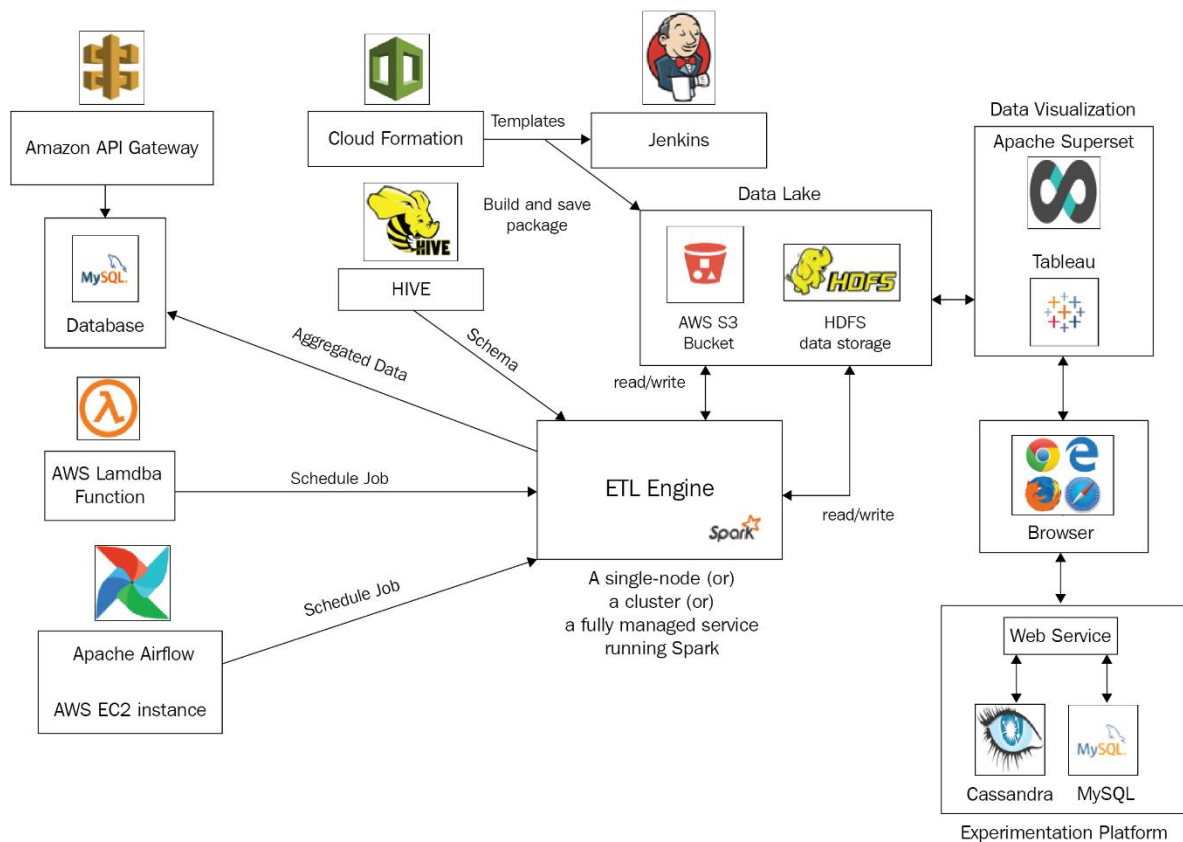 Amazon API Gateway
MySQL
Database
Aggregated Data
AWS Lamdba
Function
Schedule Job
Apache Airflow
AWS EC2 instance
Schedule Job
Cloud Formation
Templates
Jenkins
Build and save
package
HIVE
HIVE
Schema
Data Lake
AWS S3
Bucket
HDFS
HDFS
data storage
read/write
read/write
ETL Engine
Spark
A single-node (or)
a cluster (or)
a fully managed service
running Spark
Data Visualization
Apache Superset
Tableau
Browser
Web Service
Cassandra
MySQL
MySQL
Experimentation Platform